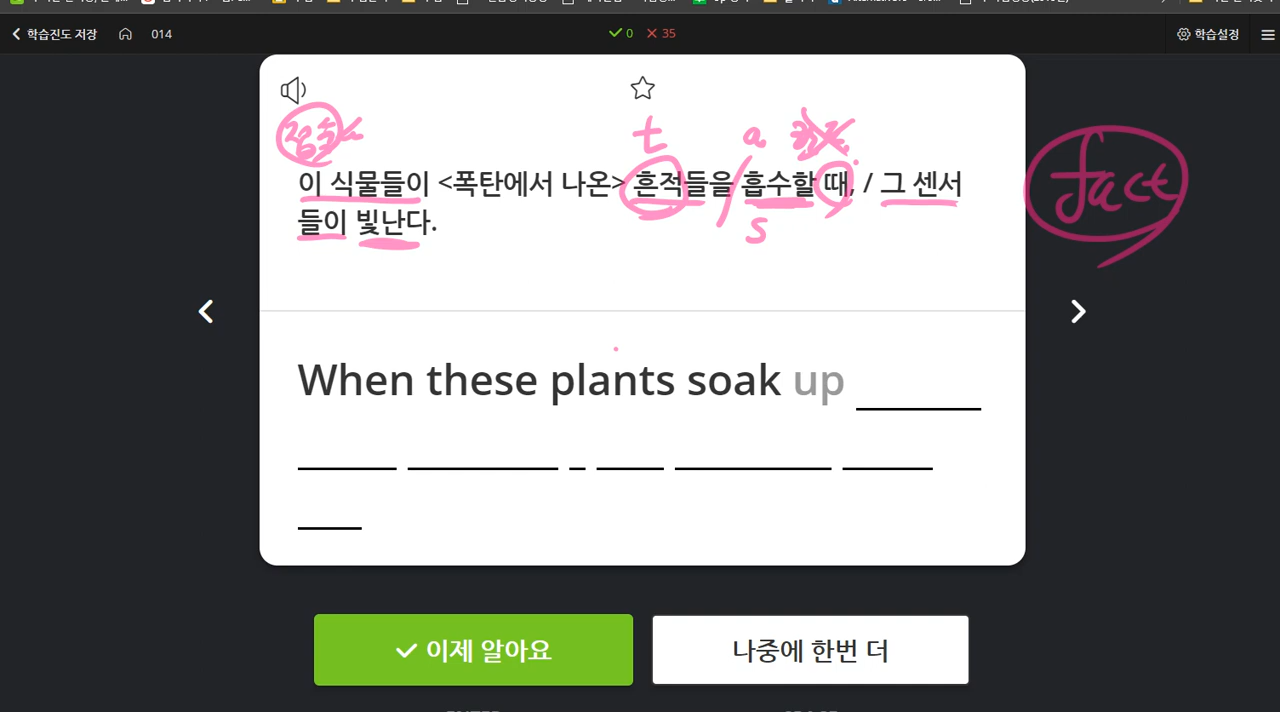 학습진도 저장 014 0 35 학습설정
t a
이 식물들이 <폭탄에서 나온> 흔적들을 흡수할 때, / 그 센서
들이 빛난다.
s
fact
When these plants soak up
이제 알아요 나중에 한번 더